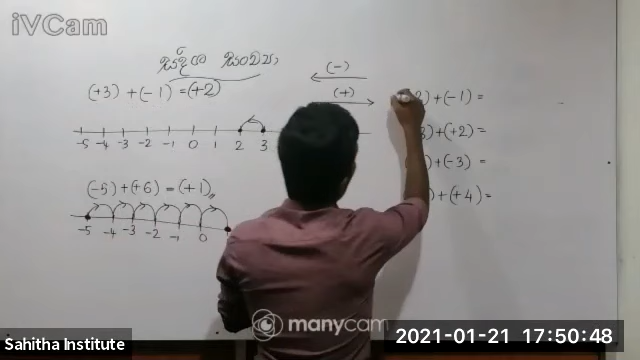 iVCam
සදිශ සංඛ්‍යා
(-)
(+)
(+3) + (-1) = (+2)
) + (-1) =
) + (+2) =
) + (-3) =
) + (+4) =
-5 -4 -3 -2 -1 0 1 2 3
(-5) + (+6) = (+1)
-5 -4 -3 -2 -1 0
manycam
2021-01-21 17:50:48
Sahitha Institute